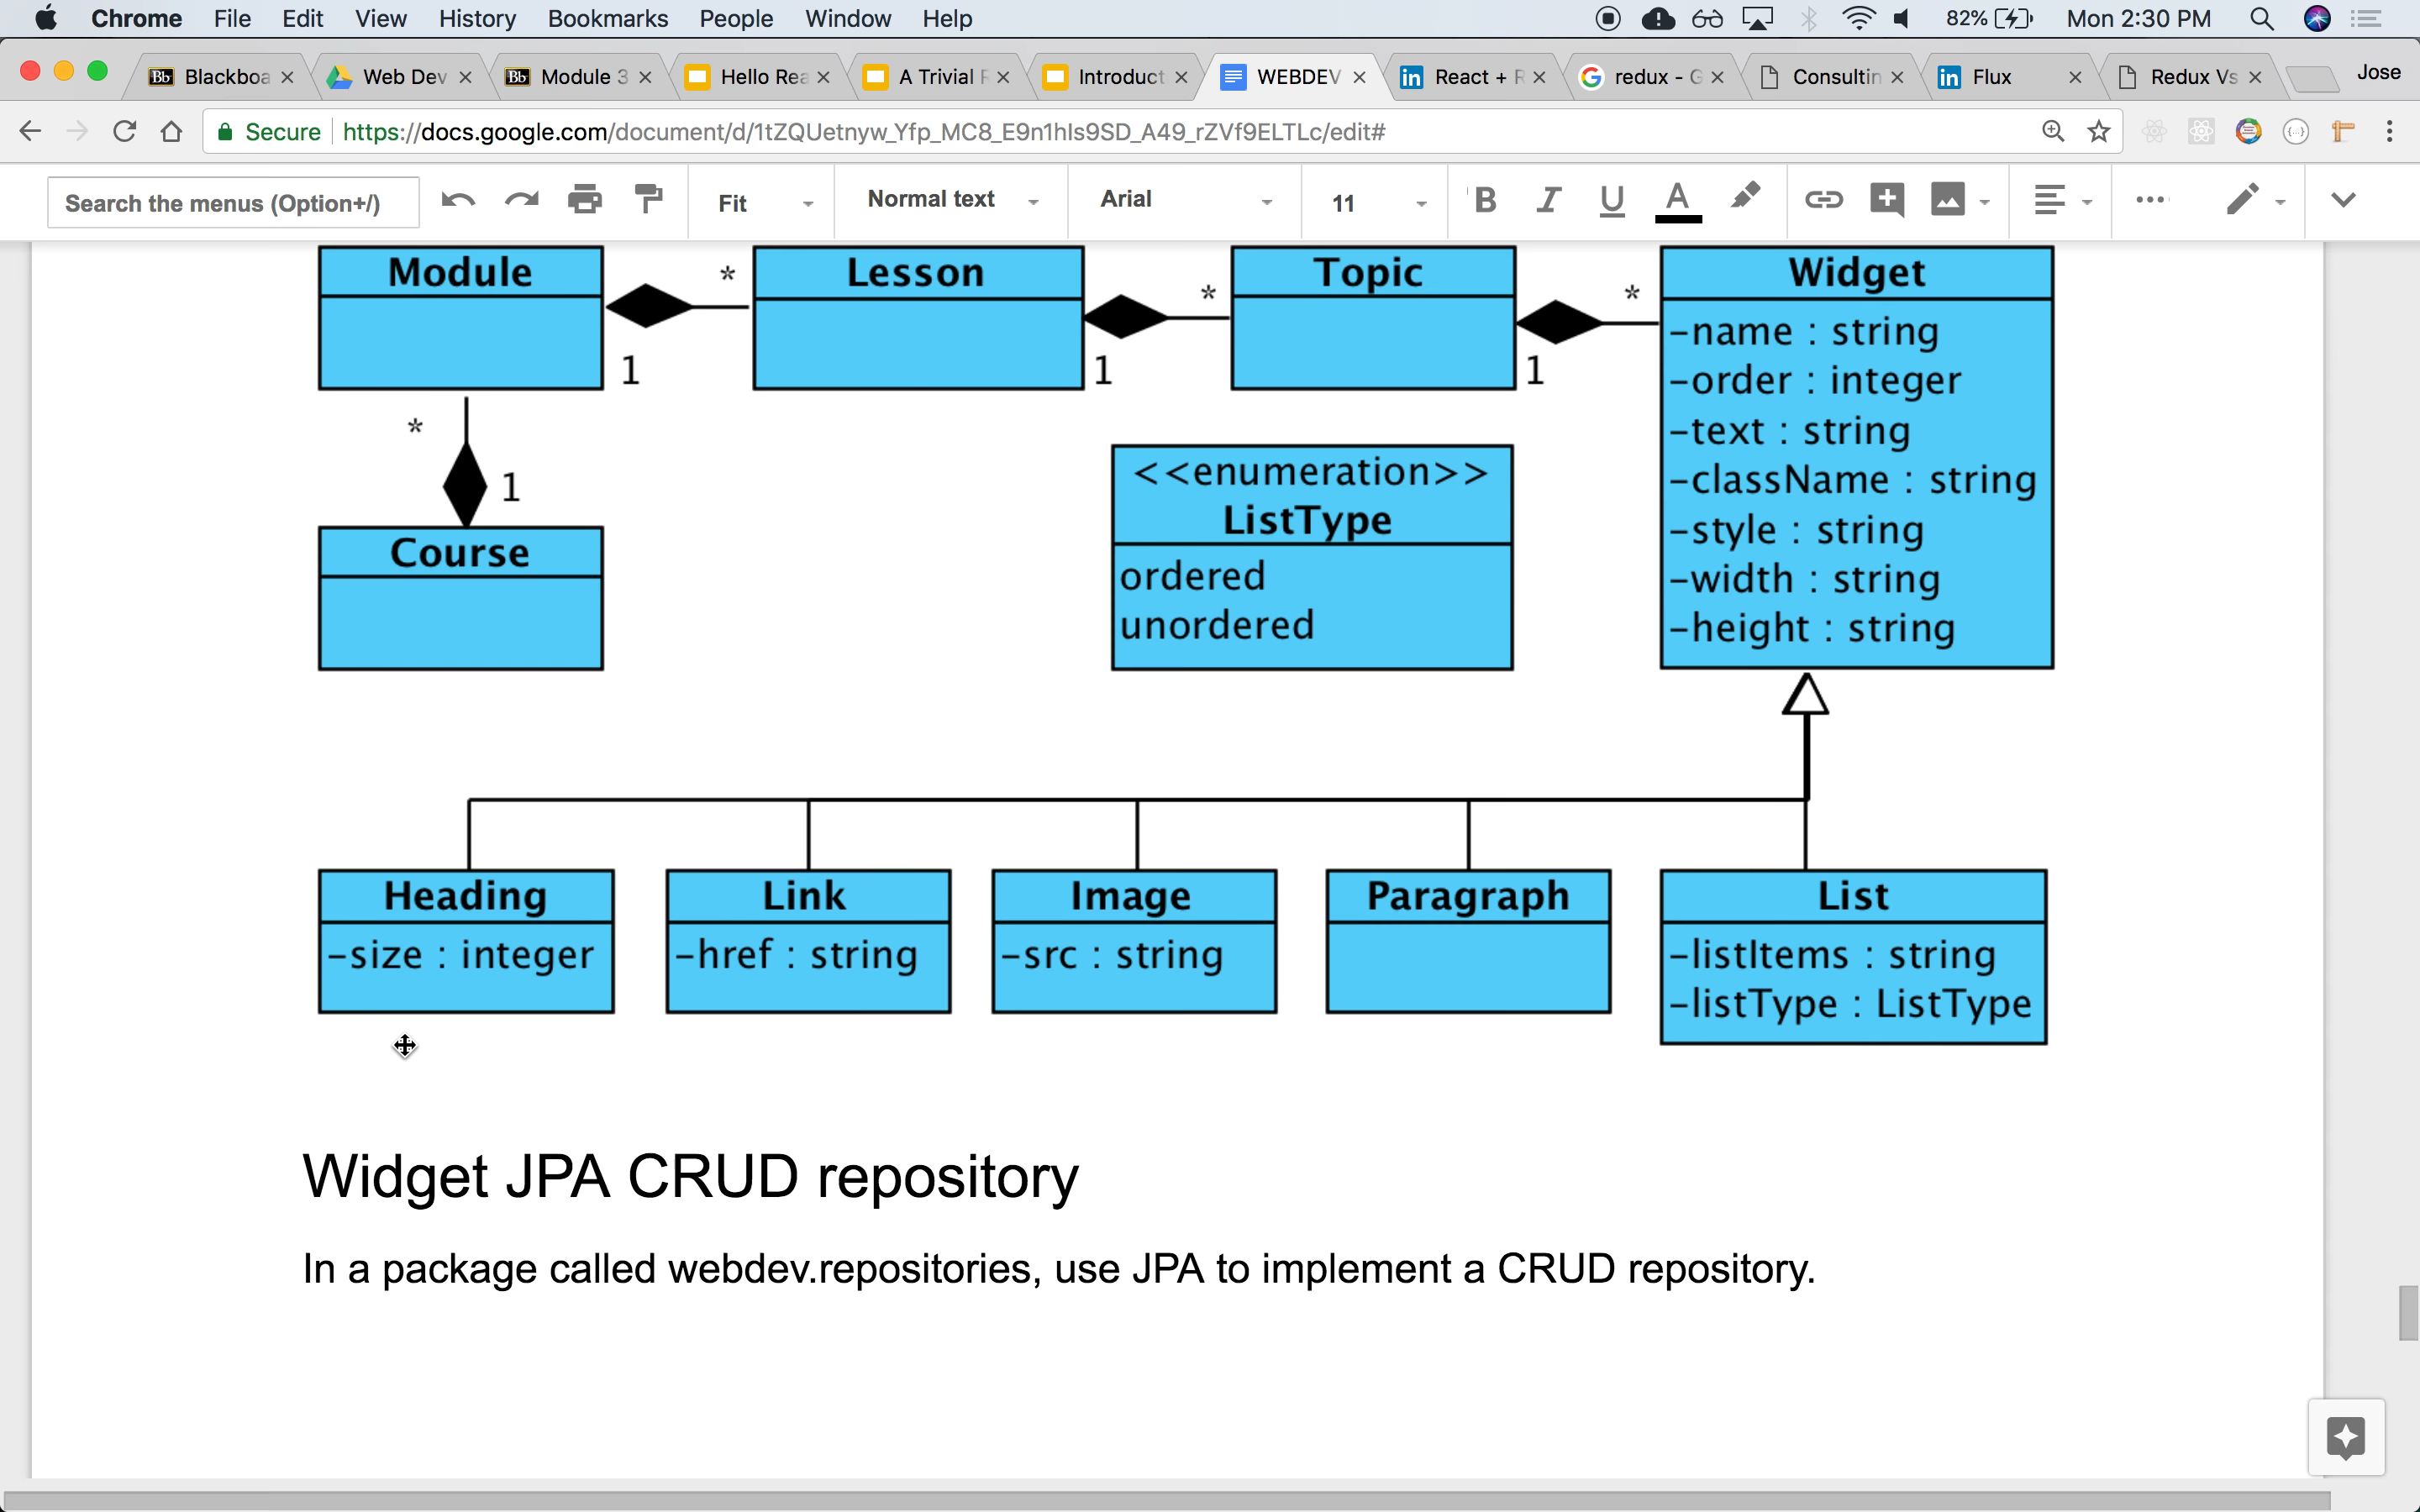 Chrome File Edit View History Bookmarks People Window Help 82% Mon 2:30 PM
Bb Blackboa Web Dev Bb Module 3 Hello Rea A Trivial Introduct WEBDEV in React + redux - G Consultin in Flux Redux Vs Jose
Secure https://docs.google.com/document/d/1tZQUetnyw_Yfp_MC8_E9n1hIs9SD_A49_rZVf9ELTLc/edit#
Search the menus (Option+/) Fit Normal text Arial 11 B I U A
Module * Lesson * Topic * Widget
1 1 1
-name : string
-order : integer
-text : string
-className : string
-style : string
-width : string
-height : string
*
1
Course
<<enumeration>>
ListType
ordered
unordered
Heading
-size : integer
Link
-href : string
Image
-src : string
Paragraph
List
-listItems : string
-listType : ListType
Widget JPA CRUD repository
In a package called webdev.repositories, use JPA to implement a CRUD repository.